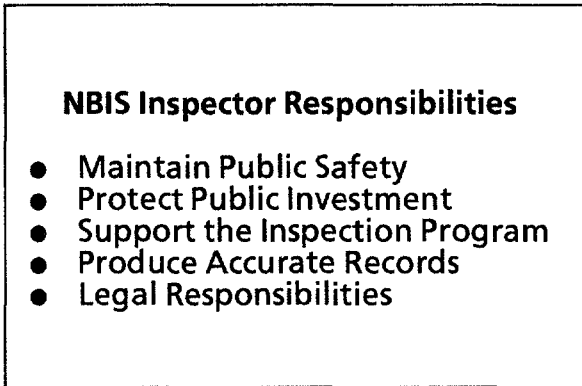 NBIS Inspector Responsibilities
● Maintain Public Safety
● Protect Public Investment
● Support the Inspection Program
● Produce Accurate Records
● Legal Responsibilities